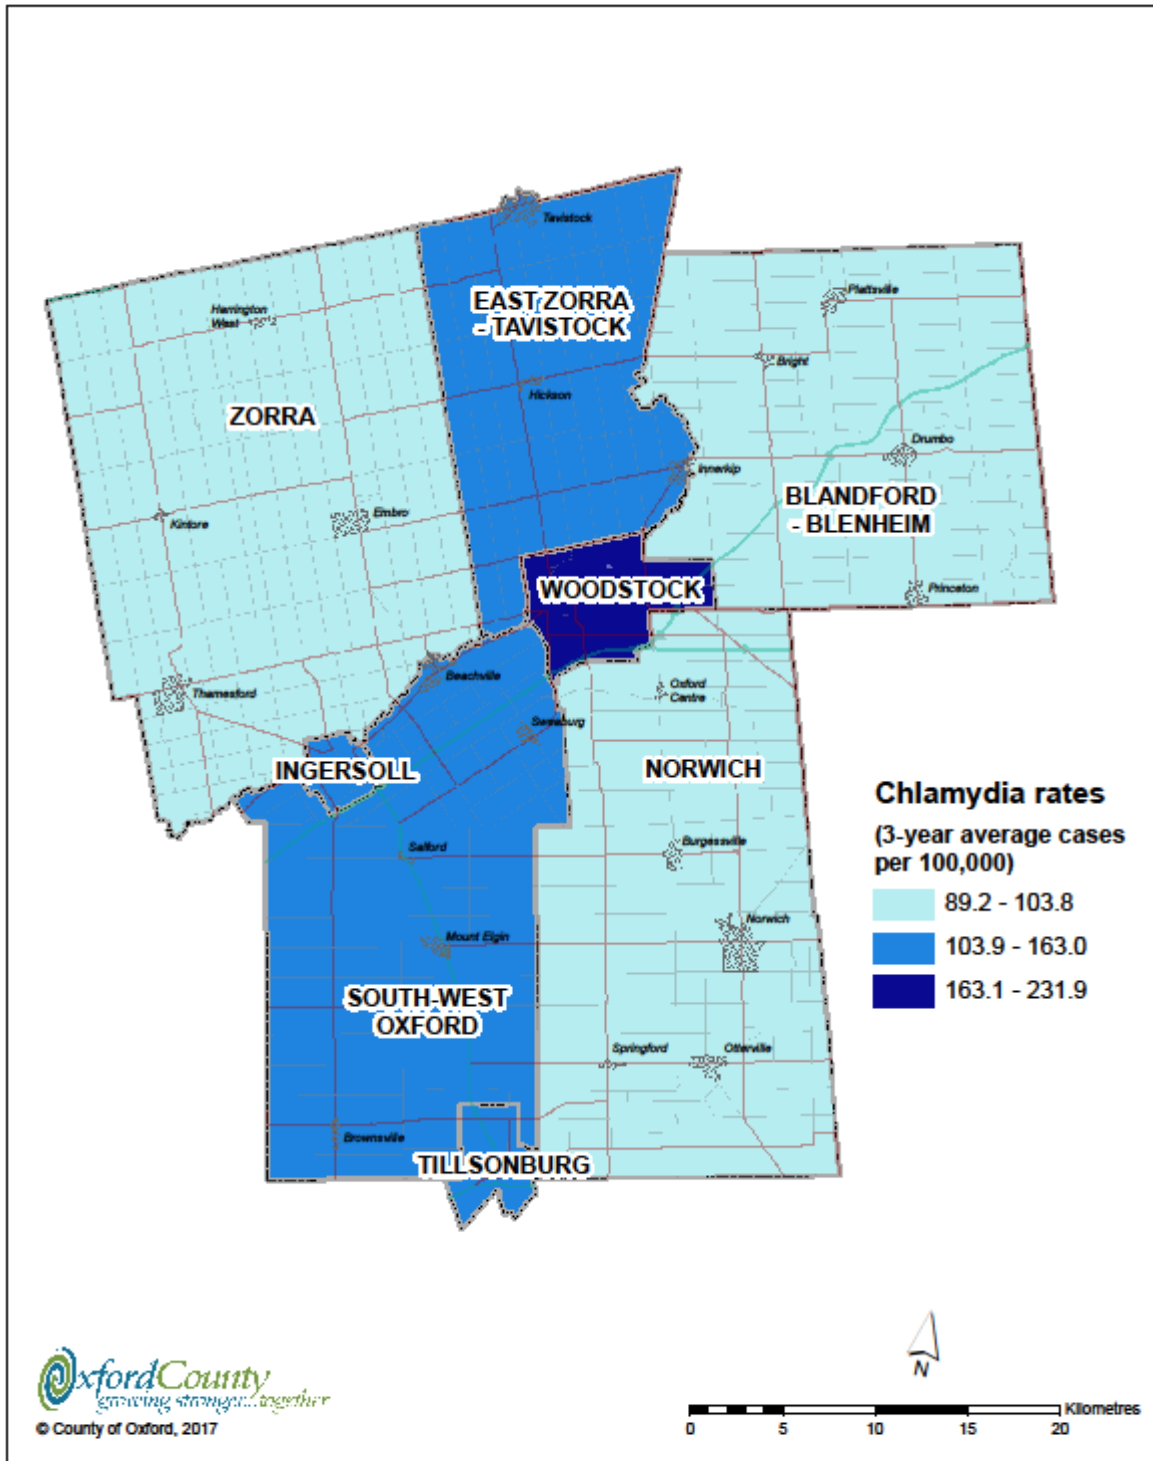 Tavistock
EAST ZORRA
- TAVISTOCK
Plattsville
Harrington
West
Bright
Hickson
ZORRA
Drumbo
Innerkip
BLANDFORD
- BLENHEIM
Kintore
Embro
WOODSTOCK
Princeton
Beachville
Thamesford
Oxford
Centre
Sweaburg
INGERSOLL
NORWICH
Chlamydia rates
(3-year average cases
per 100,000)
89.2 - 103.8
103.9 - 163.0
163.1 - 231.9
Salford
Burgessville
Norwich
Mount Elgin
SOUTH-WEST
OXFORD
Springford
Otterville
Brownsville
TILLSONBURG
N
OxfordCounty
growing stronger...together
© County of Oxford, 2017
Kilometres
0 5 10 15 20